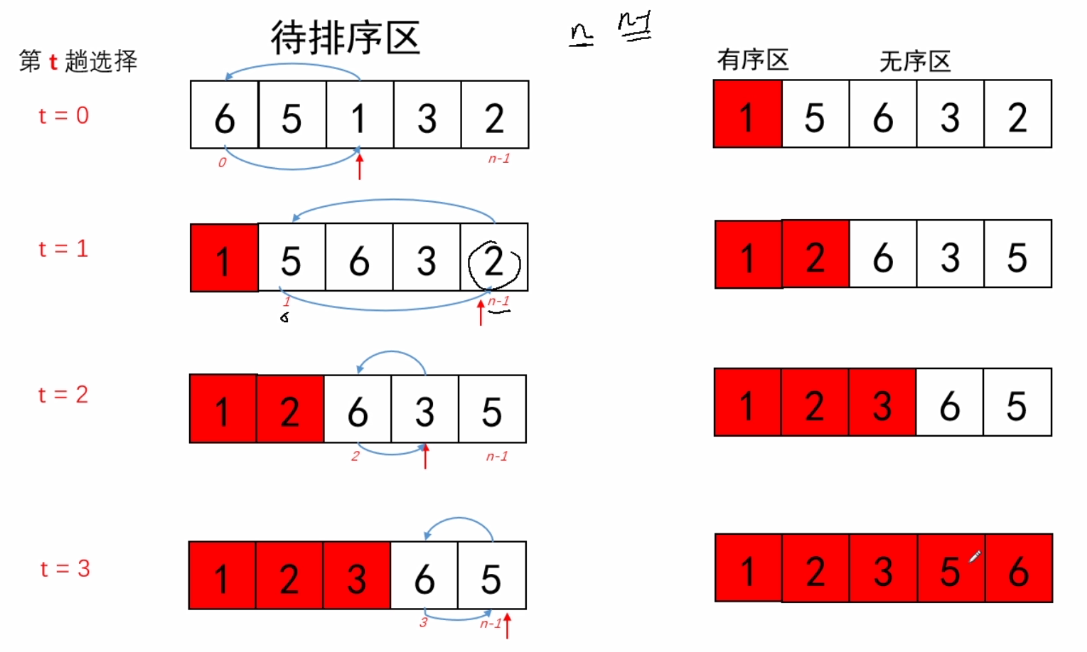 待排序区
n n-1
第 t 趟选择
有序区 无序区
t = 0
6 5 1 3 2
1 5 6 3 2
0 n-1
t = 1
1 5 6 3 2
1 2 6 3 5
1 n-1
t = 2
1 2 6 3 5
1 2 3 6 5
2 n-1
t = 3
1 2 3 6 5
1 2 3 5 6
3 n-1